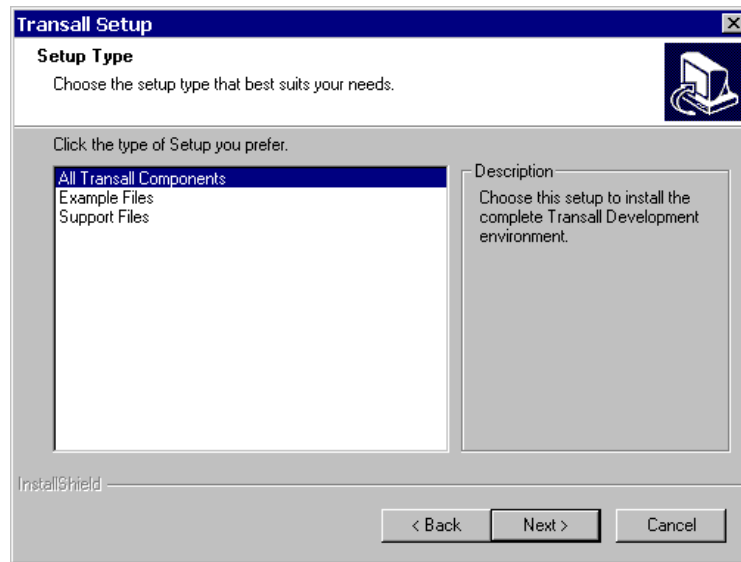 Transall Setup
Setup Type
Choose the setup type that best suits your needs.
Click the type of Setup you prefer.
All Transall Components
Example Files
Support Files
Description
Choose this setup to install the
complete Transall Development
environment.
InstallShield
< Back
Next >
Cancel